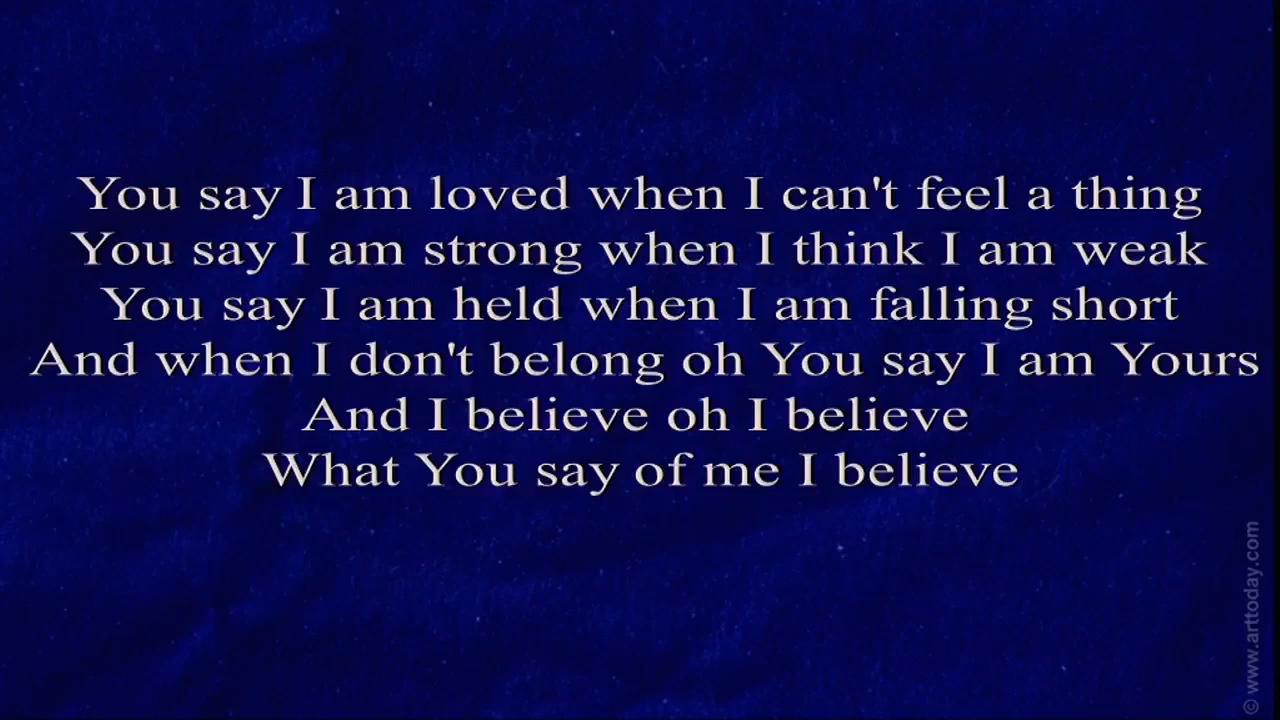 You say I am loved when I can't feel a thing
You say I am strong when I think I am weak
You say I am held when I am falling short
And when I don't belong oh You say I am Yours
And I believe oh I believe
What You say of me I believe
© www.arttoday.com